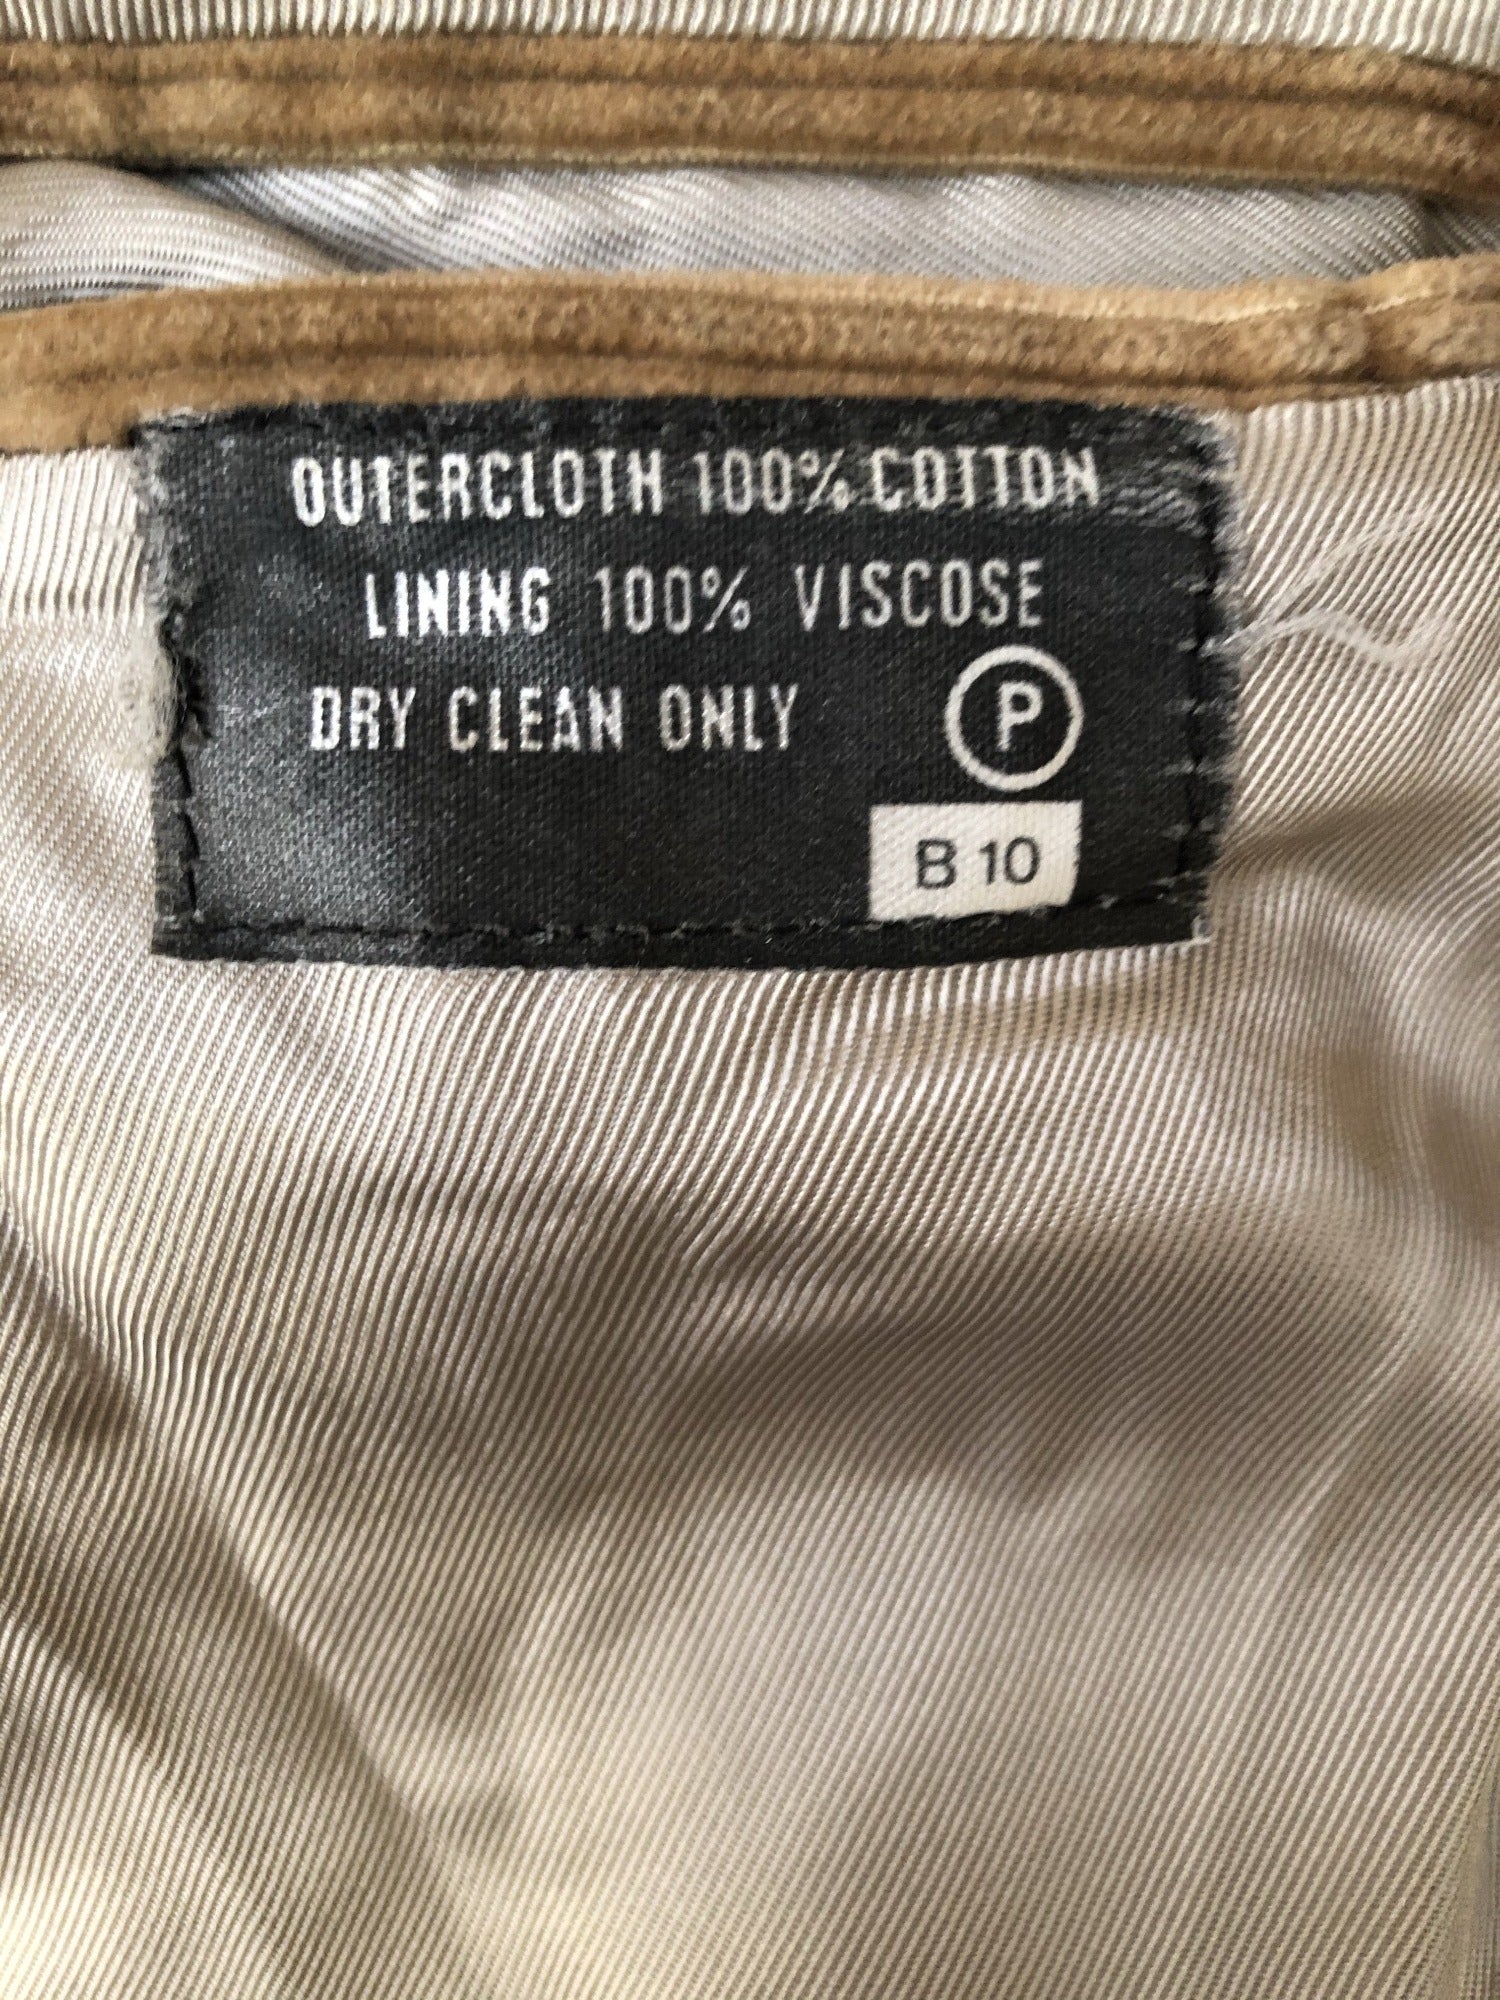 OUTERCLOTH 100% COTTON
LINING 100% VISCOSE
DRY CLEAN ONLY P
B 10